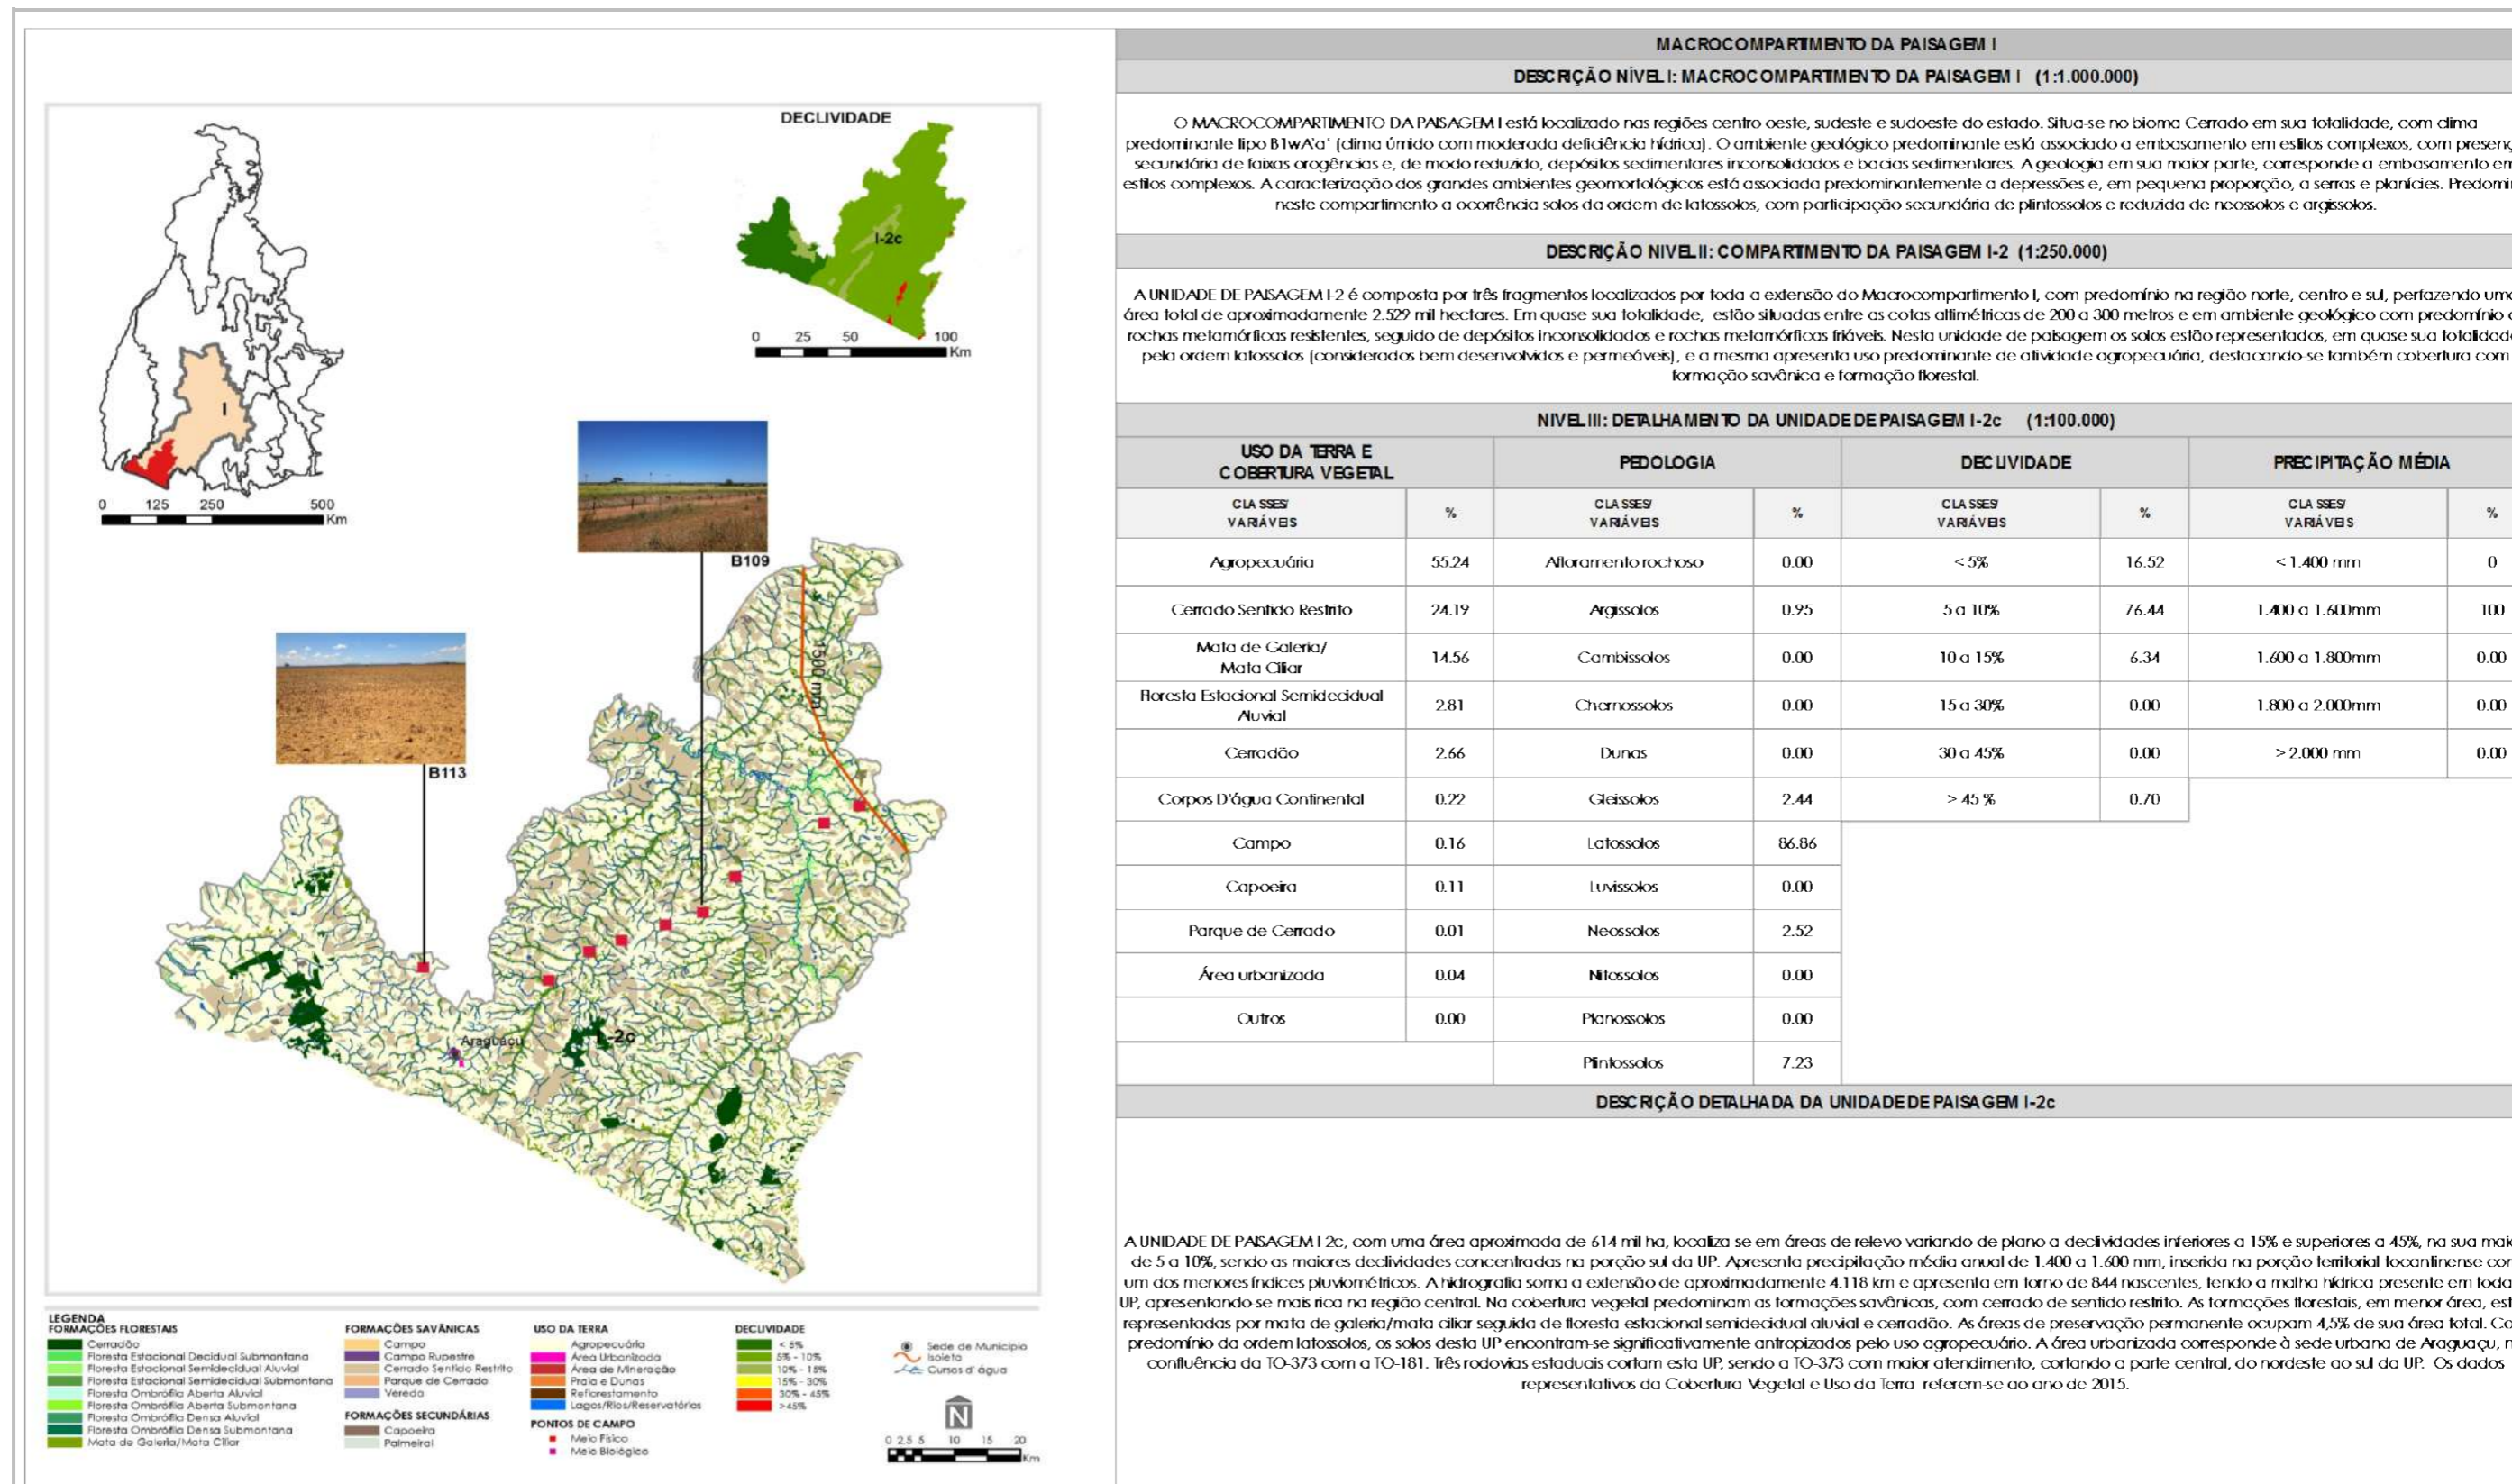 DECLIVIDADE
I-2c
0 25 50 100
Km
I
0 125 250 500
Km
B109
B113
1500 mm
Araguaçu
I-2c
LEGENDA
FORMAÇÕES FLORESTAIS
Cerradão
Floresta Estacional Decidual Submontana
Floresta Estacional Semidecidual Aluvial
Floresta Estacional Semidecidual Submontana
Floresta Ombrófila Aberta Aluvial
Floresta Ombrófila Aberta Submontana
Floresta Ombrófila Densa Aluvial
Floresta Ombrófila Densa Submontana
Mata de Galeria/Mata Ciliar
FORMAÇÕES SAVÂNICAS
Campo
Campo Rupestre
Cerrado Sentido Restrito
Parque de Cerrado
Vereda
FORMAÇÕES SECUNDÁRIAS
Capoeira
Palmeiral
USO DA TERRA
Agropecuária
Área Urbanizada
Área de Mineração
Praia e Dunas
Reflorestamento
Lagos/Rios/Reservatórios
PONTOS DE CAMPO
Meio Físico
Meio Biológico
DECLIVIDADE
< 5%
5% - 10%
10% - 15%
15% - 30%
30% - 45%
>45%
Sede de Município
Isoieta
Cursos d' água
N
0 2.5 5 10 15 20
Km
MACROCOMPARTIMENTO DA PAISAGEM I
DESCRIÇÃO NÍVEL I: MACROCOMPARTIMENTO DA PAISAGEM I (1:1.000.000)
O MACROCOMPARTIMENTO DA PAISAGEM I está localizado nas regiões centro oeste, sudeste e sudoeste do estado. Situa-se no bioma Cerrado em sua totalidade, com clima
predominante tipo B1wA'a' (clima úmido com moderada deficiência hídrica). O ambiente geológico predominante está associado a embasamento em estilos complexos, com presenç
secundária de faixas orogências e, de modo reduzido, depósitos sedimentares inconsolidados e bacias sedimentares. A geologia em sua maior parte, corresponde a embasamento em
estilos complexos. A caracterização dos grandes ambientes geomorfológicos está associada predominantemente a depressões e, em pequena proporção, a serras e planícies. Predomi
neste compartimento a ocorrência solos da ordem de latossolos, com participação secundária de plintossolos e reduzida de neossolos e argissolos.
DESCRIÇÃO NIVEL II: COMPARTIMENTO DA PAISAGEM I-2 (1:250.000)
A UNIDADE DE PAISAGEM I-2 é composta por três fragmentos localizados por toda a extensão do Macrocompartimento I, com predomínio na região norte, centro e sul, perfazendo uma
área total de aproximadamente 2.529 mil hectares. Em quase sua totalidade, estão situadas entre as cotas altimétricas de 200 a 300 metros e em ambiente geológico com predomínio d
rochas metamórficas resistentes, seguido de depósitos inconsolidados e rochas metamórficas friáveis. Nesta unidade de paisagem os solos estão representados, em quase sua totalidade
pela ordem latossolos (considerados bem desenvolvidos e permeáveis), e a mesma apresenta uso predominante de atividade agropecuária, destacando-se também cobertura com
formação savânica e formação florestal.
NIVEL III: DETALHAMENTO DA UNIDADE DE PAISAGEM I-2c (1:100.000)
USO DA TERRA E
COBERTURA VEGETAL
PEDOLOGIA
DECLIVIDADE
PRECIPITAÇÃO MÉDIA
CLASSES/
VARIÁVEIS
%
CLASSES/
VARIÁVEIS
%
CLASSES/
VARIÁVEIS
%
CLASSES/
VARIÁVEIS
%
Agropecuária 55.24 Afloramento rochoso 0.00 < 5% 16.52 < 1.400 mm 0
Cerrado Sentido Restrito 24.19 Argissolos 0.95 5 a 10% 76.44 1.400 a 1.600mm 100
Mata de Galeria/
Mata Ciliar 14.56 Cambissolos 0.00 10 a 15% 6.34 1.600 a 1.800mm 0.00
Floresta Estacional Semidecidual
Aluvial 2.81 Chernossolos 0.00 15 a 30% 0.00 1.800 a 2.000mm 0.00
Cerradão 2.66 Dunas 0.00 30 a 45% 0.00 > 2.000 mm 0.00
Corpos D'água Continental 0.22 Gleissolos 2.44 > 45 % 0.70
Campo 0.16 Latossolos 86.86
Capoeira 0.11 Luvissolos 0.00
Parque de Cerrado 0.01 Neossolos 2.52
Área urbanizada 0.04 Nitossolos 0.00
Outros 0.00 Planossolos 0.00
Plintossolos 7.23
DESCRIÇÃO DETALHADA DA UNIDADE DE PAISAGEM I-2c
A UNIDADE DE PAISAGEM I-2c, com uma área aproximada de 614 mil ha, localiza-se em áreas de relevo variando de plano a declividades inferiores a 15% e superiores a 45%, na sua maio
de 5 a 10%, sendo as maiores declividades concentradas na porção sul da UP. Apresenta precipitação média anual de 1.400 a 1.600 mm, inserida na porção territorial tocantinense con
um dos menores índices pluviométricos. A hidrografia soma a extensão de aproximadamente 4.118 km e apresenta em torno de 844 nascentes, tendo a malha hídrica presente em toda
UP, apresentando-se mais rica na região central. Na cobertura vegetal predominam as formações savânicas, com cerrado de sentido restrito. As formações florestais, em menor área, est
representadas por mata de galeria/mata ciliar seguida de floresta estacional semidecidual aluvial e cerradão. As áreas de preservação permanente ocupam 4,5% de sua área total. Co
predomínio da ordem latossolos, os solos desta UP encontram-se significativamente antropizados pelo uso agropecuário. A área urbanizada corresponde à sede urbana de Araguaçu, n
confluência da TO-373 com a TO-181. Três rodovias estaduais cortam esta UP, sendo a TO-373 com maior atendimento, cortando a parte central, do nordeste ao sul da UP. Os dados
representativos da Cobertura Vegetal e Uso da Terra referem-se ao ano de 2015.